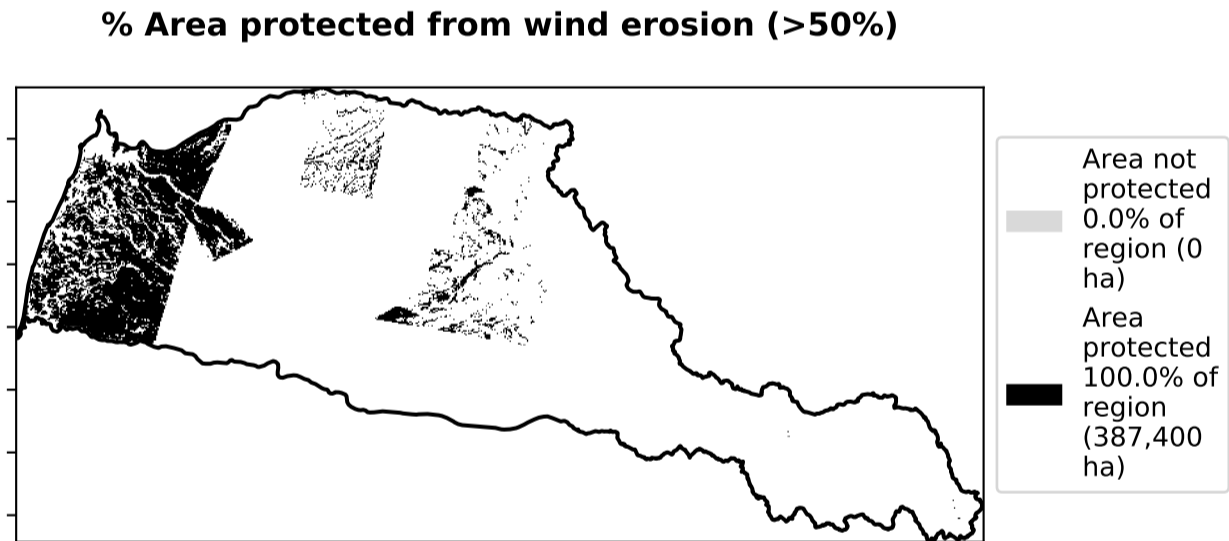 % Area protected from wind erosion (>50%)
Area not
protected
0.0% of
region (0
ha)
Area
protected
100.0% of
region
(387,400
ha)